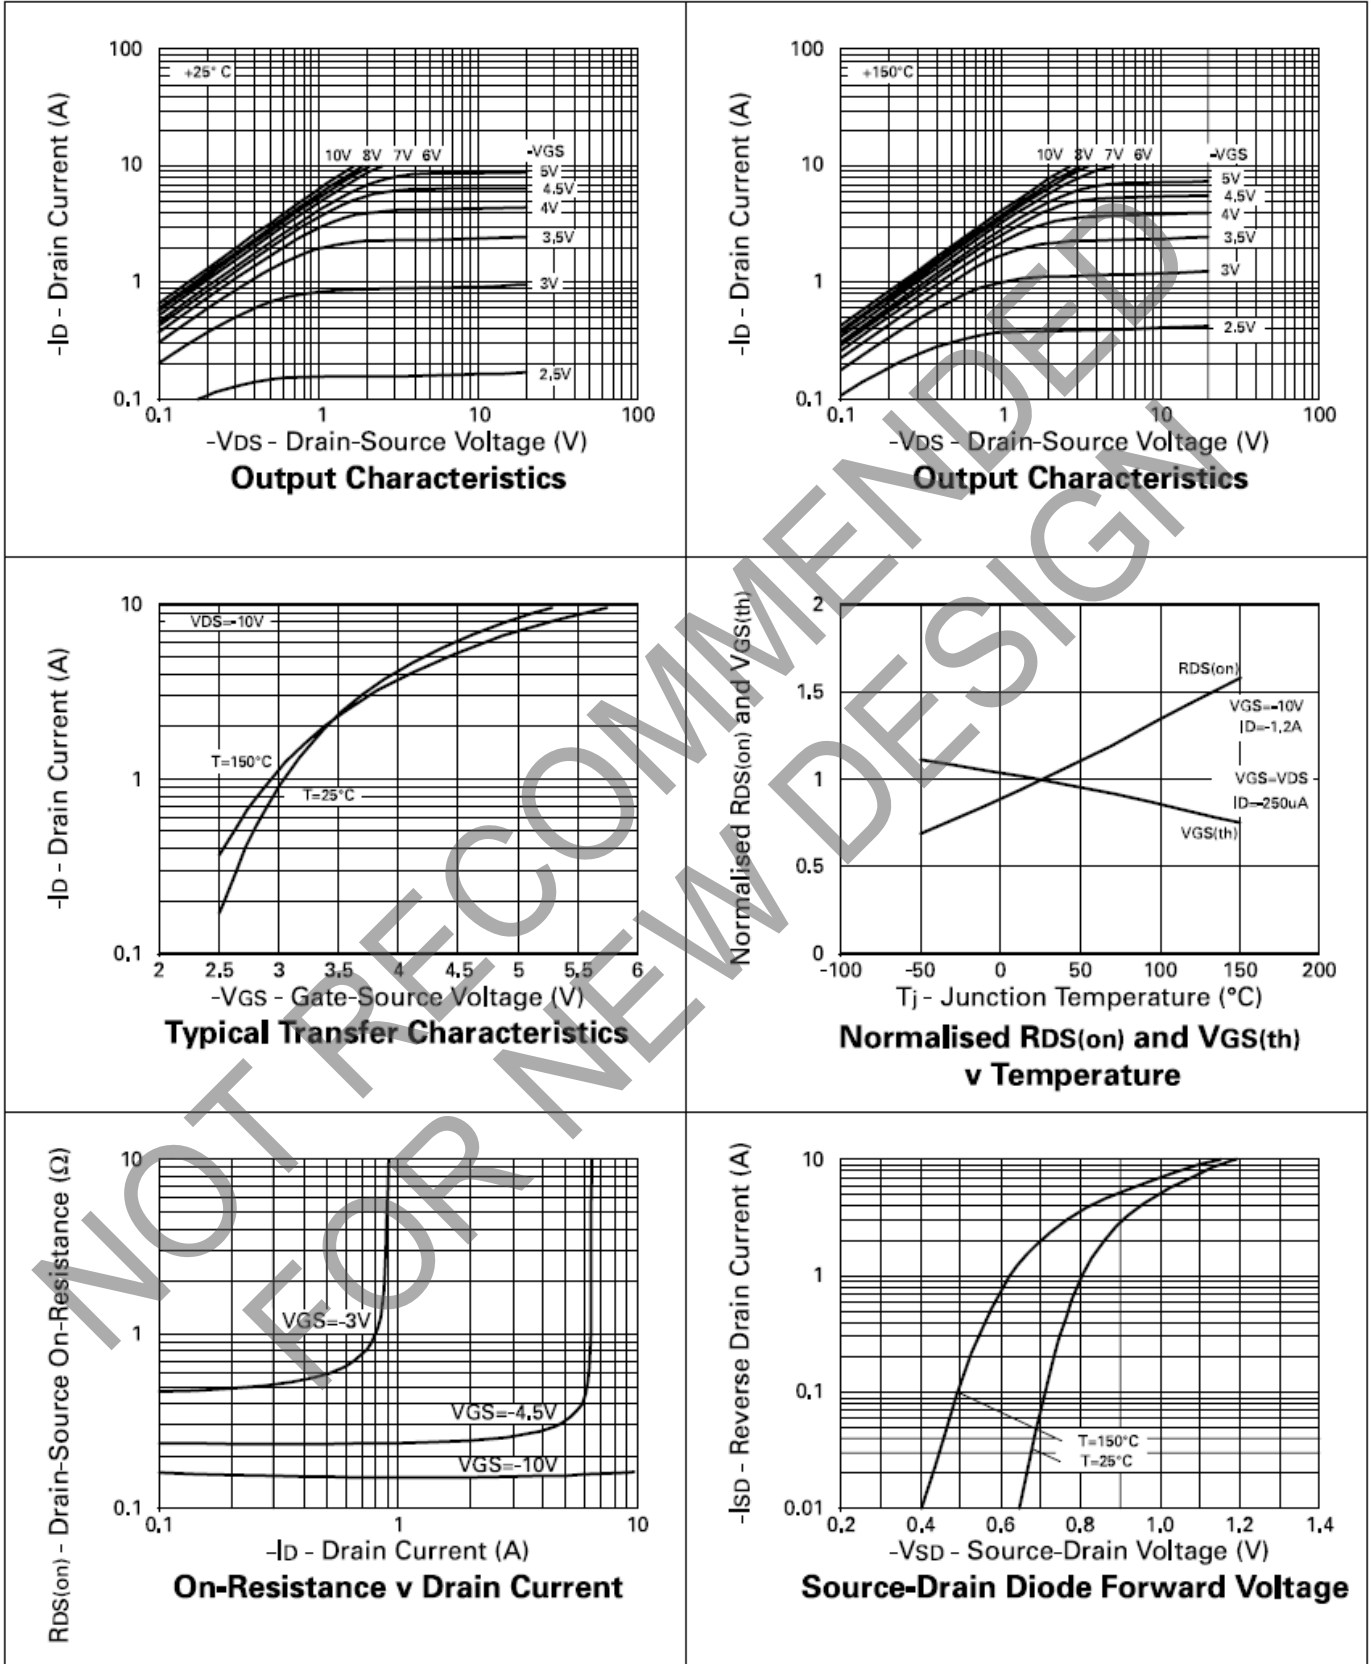 100
10
1
0.1
-ID - Drain Current (A)
+25° C
10V 8V 7V 6V
-VGS
5V
4.5V
4V
3.5V
3V
2.5V
0.1 1 10 100
-VDS - Drain-Source Voltage (V)
Output Characteristics
100
10
1
0.1
-ID - Drain Current (A)
+150°C
10V 8V 7V 6V
-VGS
5V
4.5V
4V
3.5V
3V
2.5V
0.1 1 10 100
-VDS - Drain-Source Voltage (V)
Output Characteristics
10
1
0.1
-ID - Drain Current (A)
VDS=-10V
T=150°C
T=25°C
2 2.5 3 3.5 4 4.5 5 5.5 6
-VGS - Gate-Source Voltage (V)
Typical Transfer Characteristics
2
1.5
1
0.5
0
Normalised RDS(on) and VGS(th)
RDS(on)
VGS=-10V
ID=-1.2A
VGS=VDS
ID=-250uA
VGS(th)
-100 -50 0 50 100 150 200
Tj - Junction Temperature (°C)
Normalised RDS(on) and VGS(th)
v Temperature
10
1
0.1
RDS(on) - Drain-Source On-Resistance (Ω)
VGS=-3V
VGS=-4.5V
VGS=-10V
0.1 1 10
-ID - Drain Current (A)
On-Resistance v Drain Current
10
1
0.1
0.01
-ISD - Reverse Drain Current (A)
T=150°C
T=25°C
0.2 0.4 0.6 0.8 1.0 1.2 1.4
-VSD - Source-Drain Voltage (V)
Source-Drain Diode Forward Voltage
NOT RECOMMENDED
FOR NEW DESIGN